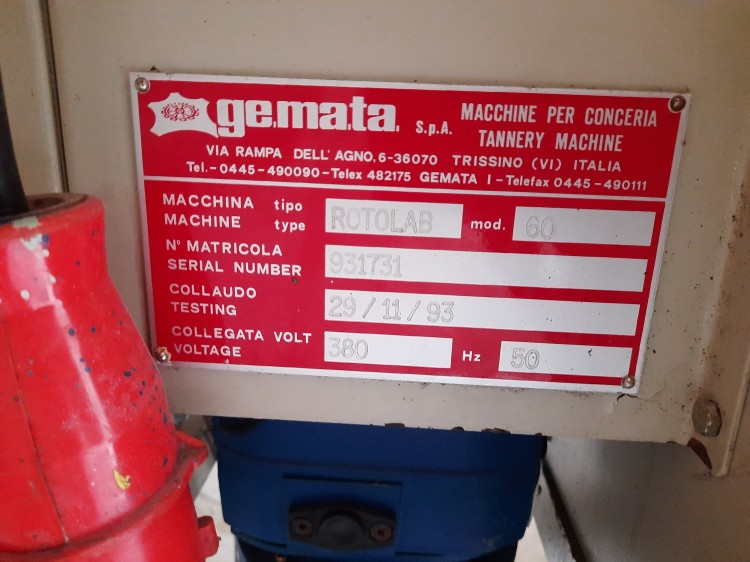 ge.ma.ta. S.p.A. MACCHINE PER CONCERIA
TANNERY MACHINE
VIA RAMPA DELL'AGNO, 6-36070 TRISSINO (VI) ITALIA
Tel.-0445-490090-Telex 482175 GEMATA I-Telefax 0445-490111
MACCHINA tipo
MACHINE type ROTOLAB mod. 60
N° MATRICOLA
SERIAL NUMBER 931731
COLLAUDO
TESTING 29/11/93
COLLEGATA VOLT
VOLTAGE 380 Hz 50